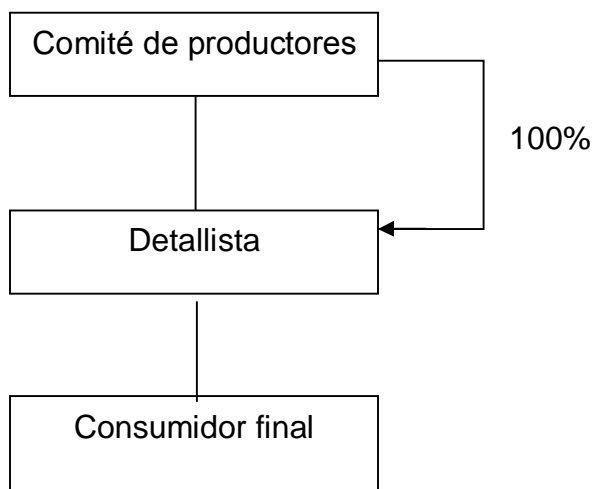 Comité de productores
100%
Detallista
Consumidor final